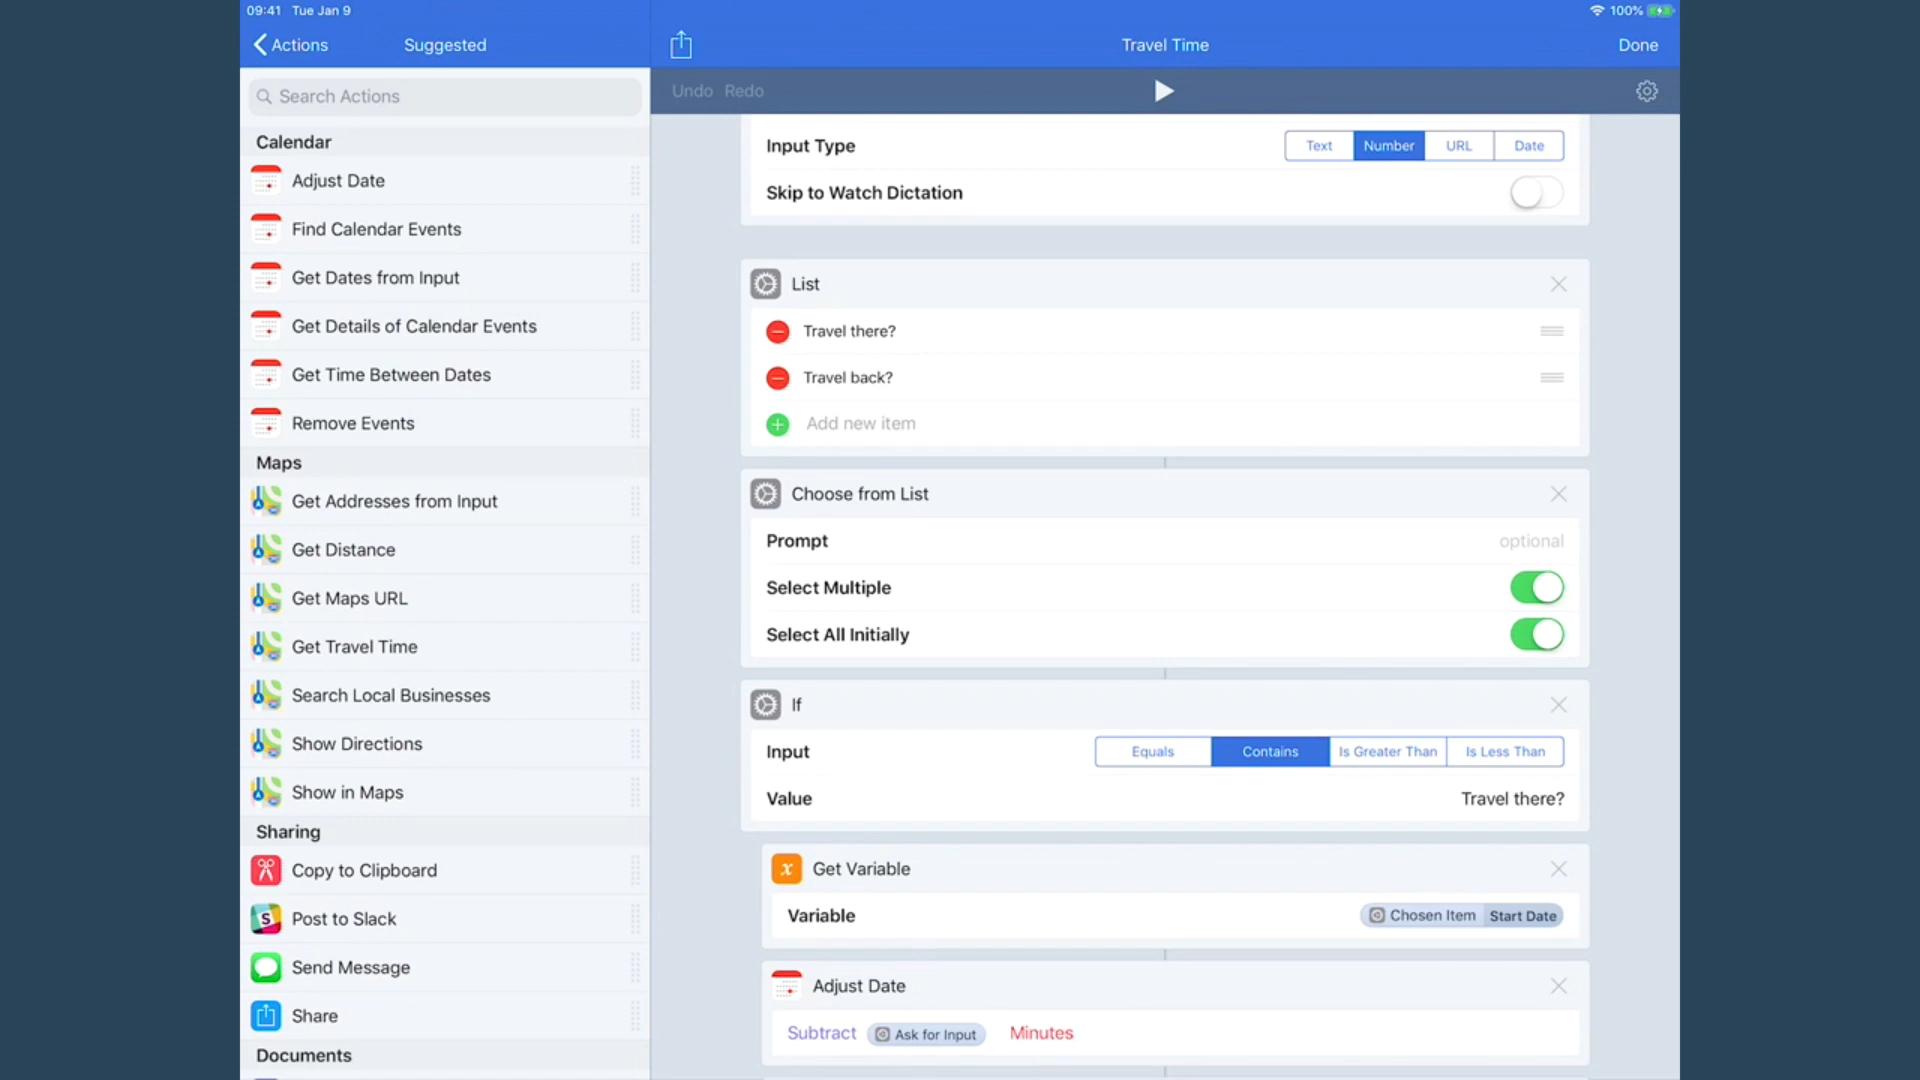 09:41 Tue Jan 9
100%
Actions
Suggested
Travel Time
Done
Search Actions
Undo Redo
Calendar
Adjust Date
Find Calendar Events
Get Dates from Input
Get Details of Calendar Events
Get Time Between Dates
Remove Events
Maps
Get Addresses from Input
Get Distance
Get Maps URL
Get Travel Time
Search Local Businesses
Show Directions
Show in Maps
Sharing
Copy to Clipboard
Post to Slack
Send Message
Share
Documents
Input Type
Text Number URL Date
Skip to Watch Dictation
List
Travel there?
Travel back?
Add new item
Choose from List
Prompt optional
Select Multiple
Select All Initially
If
Input Equals Contains Is Greater Than Is Less Than
Value Travel there?
x Get Variable
Variable Chosen Item Start Date
Adjust Date
Subtract Ask for Input Minutes